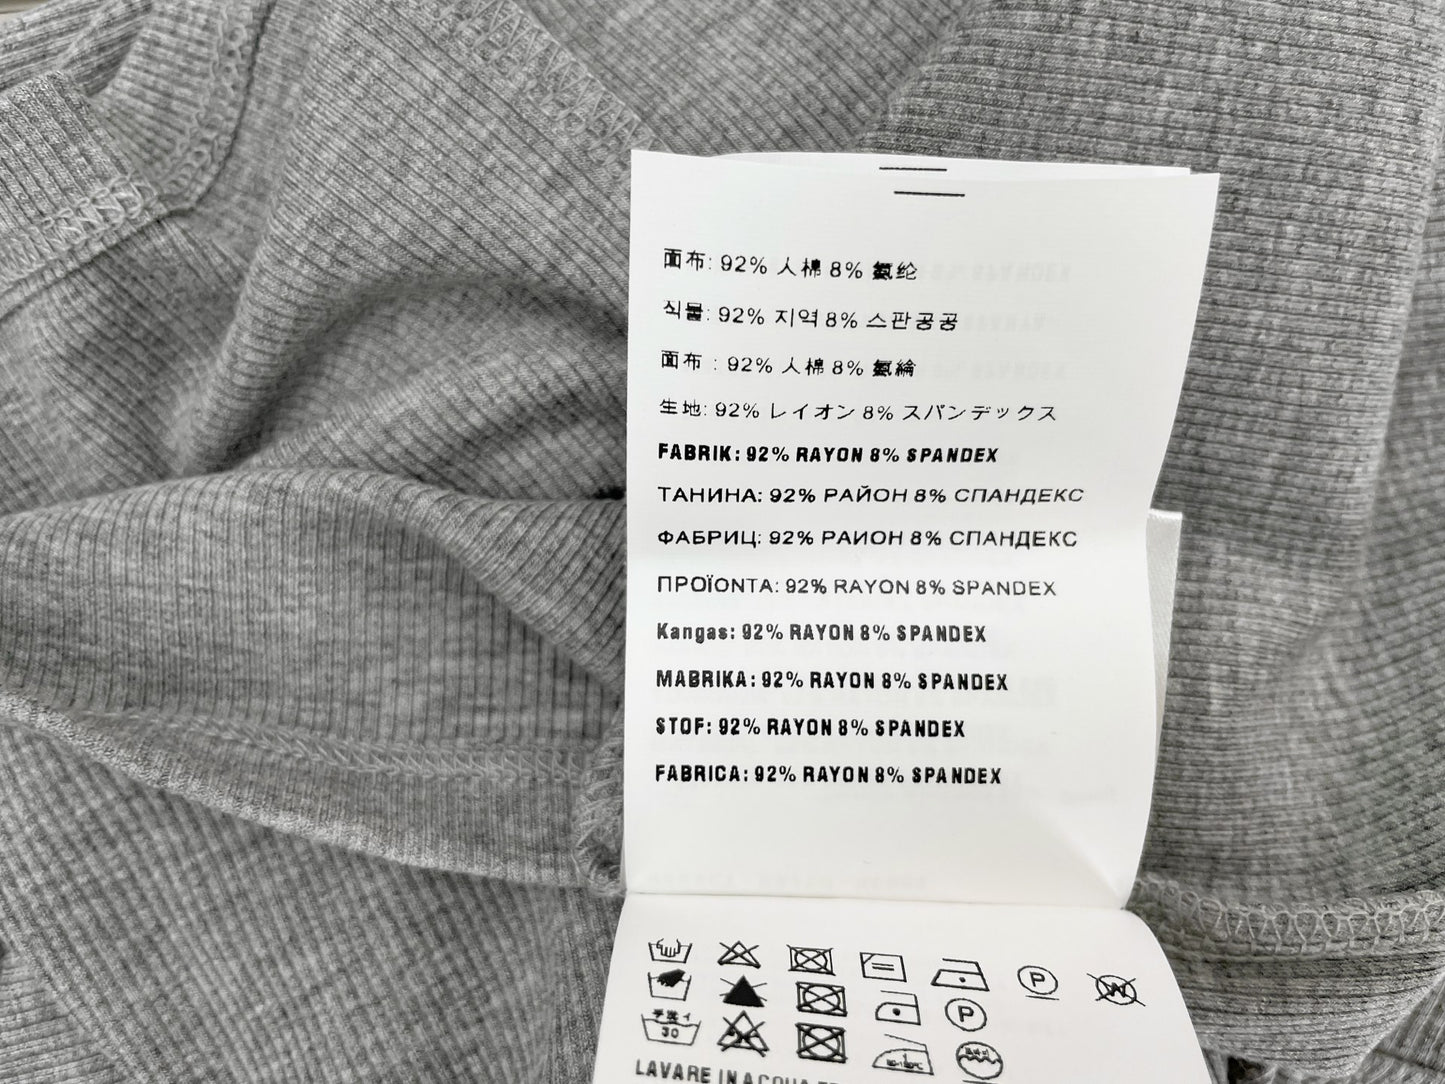 面布: 92% 人棉 8% 氨纶
식물: 92% 지역 8% 스판공공
面布 : 92% 人棉 8% 氨綸
生地: 92% レイオン 8% スパンデックス
FABRIK: 92% RAYON 8% SPANDEX
ТАНИНА: 92% РАЙОН 8% СПАНДЕКС
ФАБРИЦ: 92% РАИОН 8% СПАНДЕКС
ΠΡΟΪΟΝΤΑ: 92% RAYON 8% SPANDEX
Kangas: 92% RAYON 8% SPANDEX
MABRIKA: 92% RAYON 8% SPANDEX
STOF: 92% RAYON 8% SPANDEX
FABRICA: 92% RAYON 8% SPANDEX
P
W
P
30
LAVARE IN ACQUA